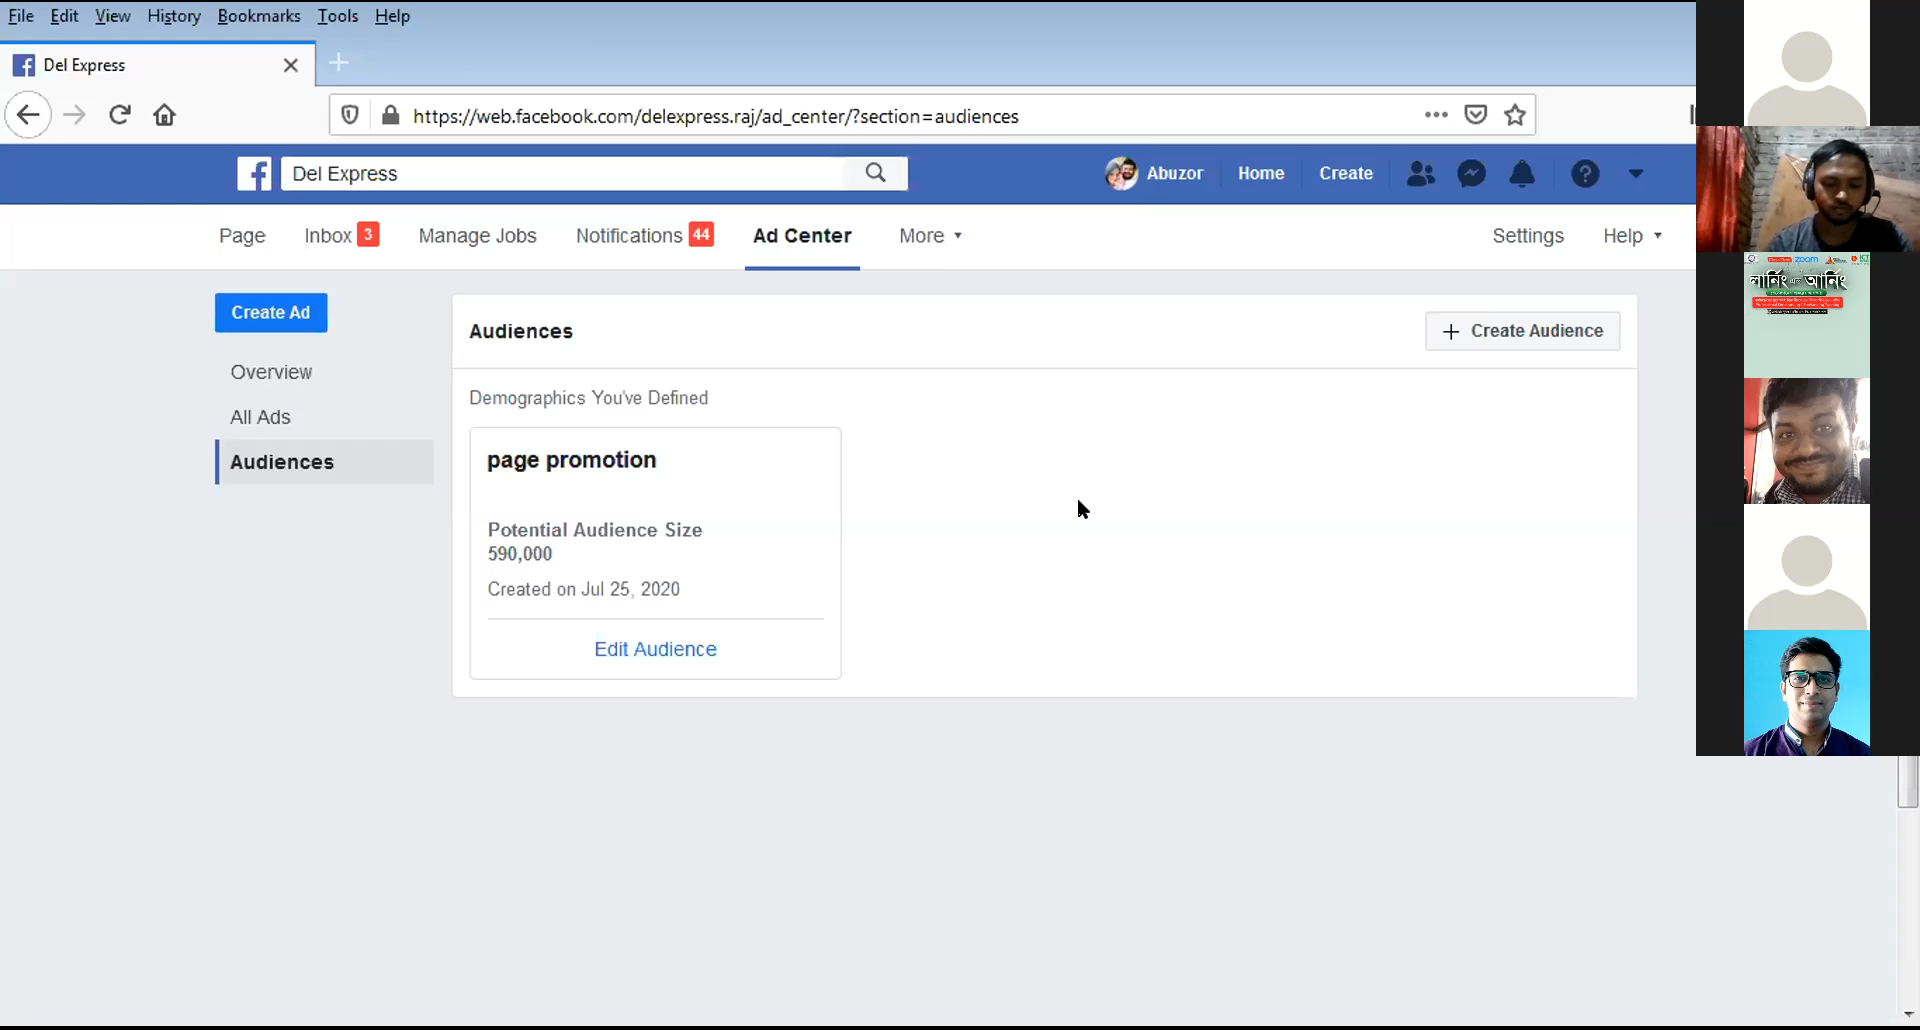 File Edit View History Bookmarks Tools Help
Del Express
https://web.facebook.com/delexpress.raj/ad_center/?section=audiences
Del Express
Abuzor Home Create
Page Inbox 3 Manage Jobs Notifications 44 Ad Center More Settings Help
Create Ad
Overview
All Ads
Audiences
Audiences
+ Create Audience
Demographics You've Defined
page promotion
Potential Audience Size
590,000
Created on Jul 25, 2020
Edit Audience
zoom
লার্নিং এন্ড আর্নিং